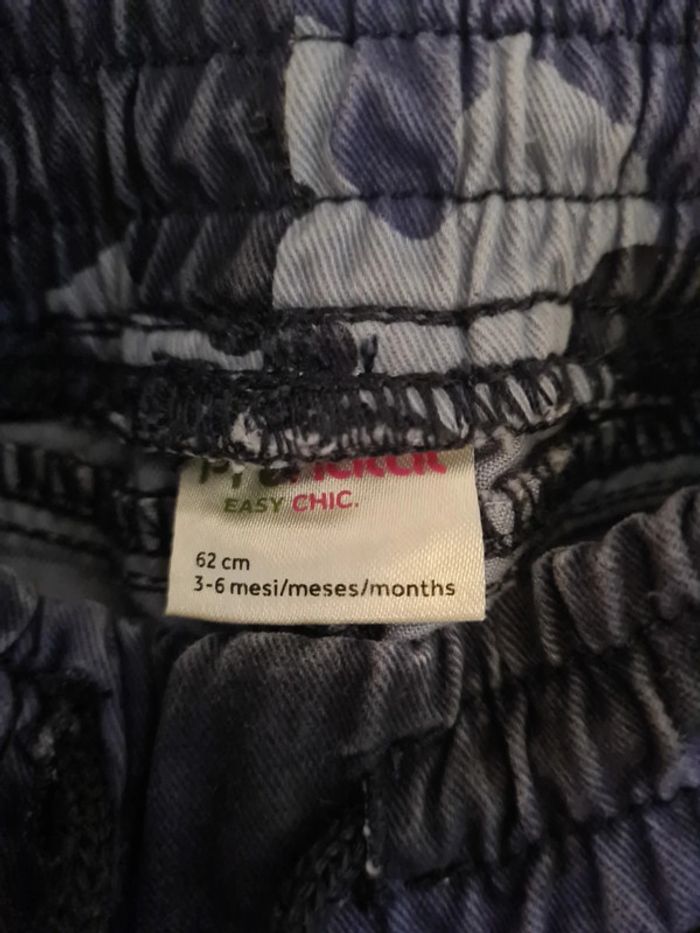 EASY CHIC.
62 cm
3-6 mesi/meses/months